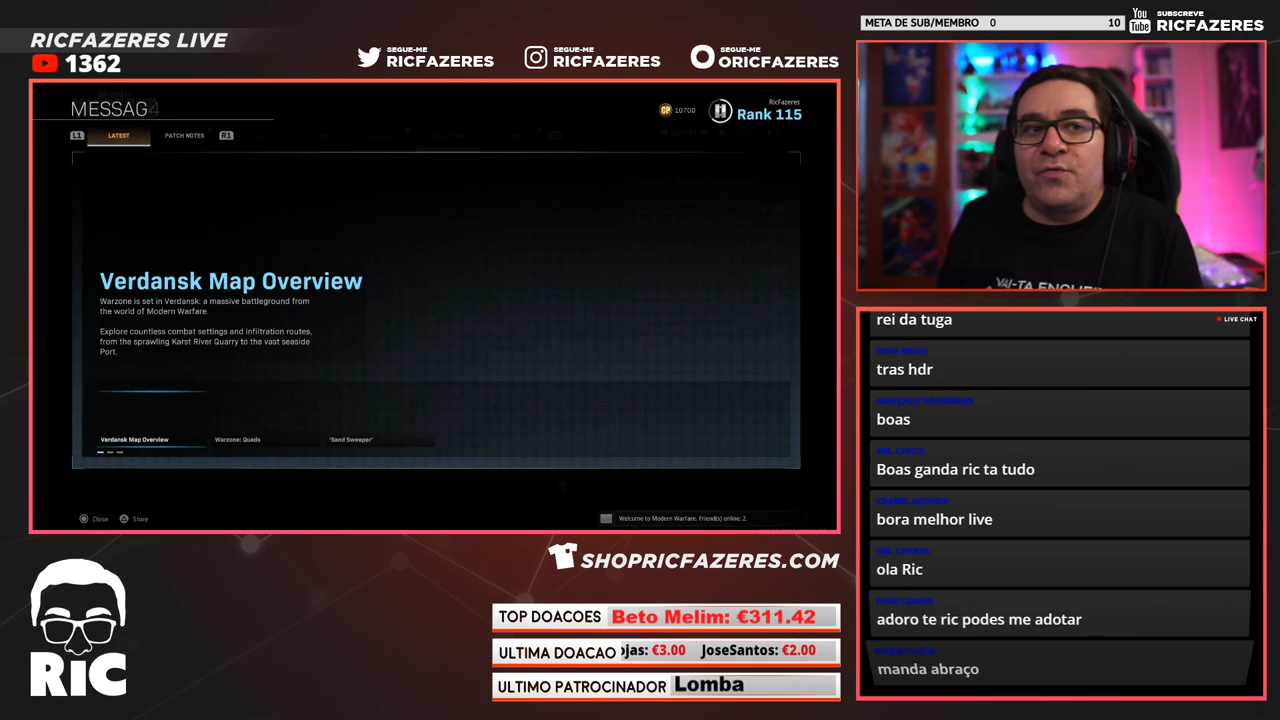 RICFAZERES LIVE
1362
SEGUE-ME
RICFAZERES
SEGUE-ME
RICFAZERES
SEGUE-ME
ORICFAZERES
META DE SUB/MEMBRO 0 10
You
Tube
SUBSCREVE
RICFAZERES
MESSAG
GP 10700
RicFazeres
Rank 115
L1 LATEST PATCH NOTES R1
Verdansk Map Overview
Warzone is set in Verdansk: a massive battleground from
the world of Modern Warfare.
Explore countless combat settings and infiltration routes,
from the sprawling Karst River Quarry to the vast seaside
Port.
Verdansk Map Overview
Warzone: Quads
'Sand Sweeper'
Close Store
Welcome to Modern Warfare. Friend(s) online: 2.
LIVE CHAT
rei da tuga
tras hdr
boas
Boas ganda ric ta tudo
bora melhor live
ola Ric
adoro te ric podes me adotar
manda abraço
SHOPRICFAZERES.COM
RIC
TOP DOACOES Beto Melim: €311.42
ULTIMA DOACAO ojas: €3.00 JoseSantos: €2.00
ULTIMO PATROCINADOR Lomba